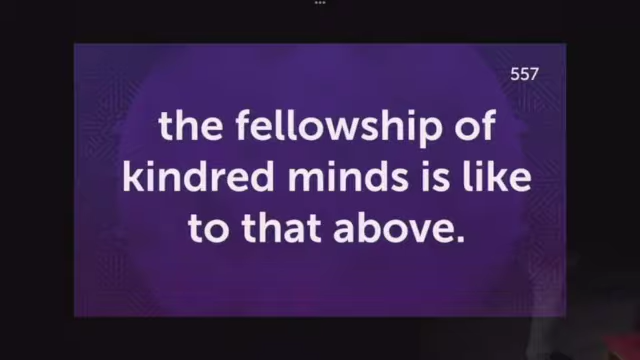 557
the fellowship of
kindred minds is like
to that above.